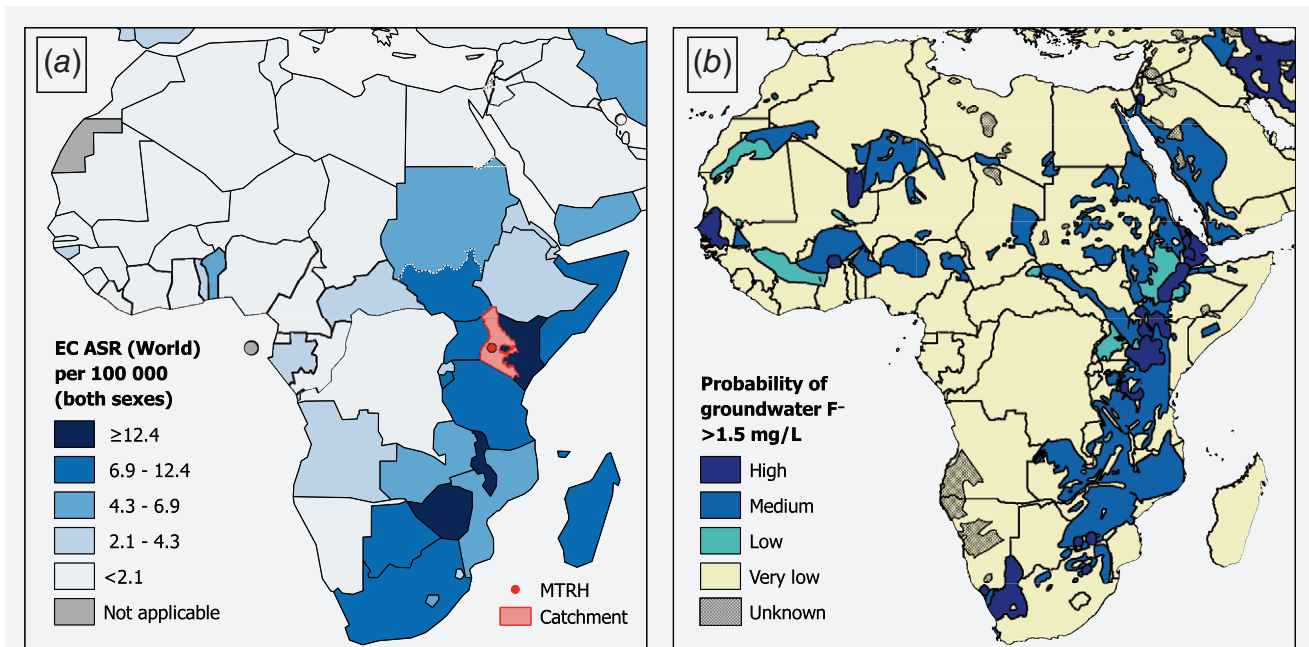 (a)
EC ASR (World)
per 100 000
(both sexes)
≥12.4
6.9 - 12.4
4.3 - 6.9
2.1 - 4.3
<2.1
Not applicable
MTRH
Catchment
(b)
Probability of
groundwater F-
>1.5 mg/L
High
Medium
Low
Very low
Unknown